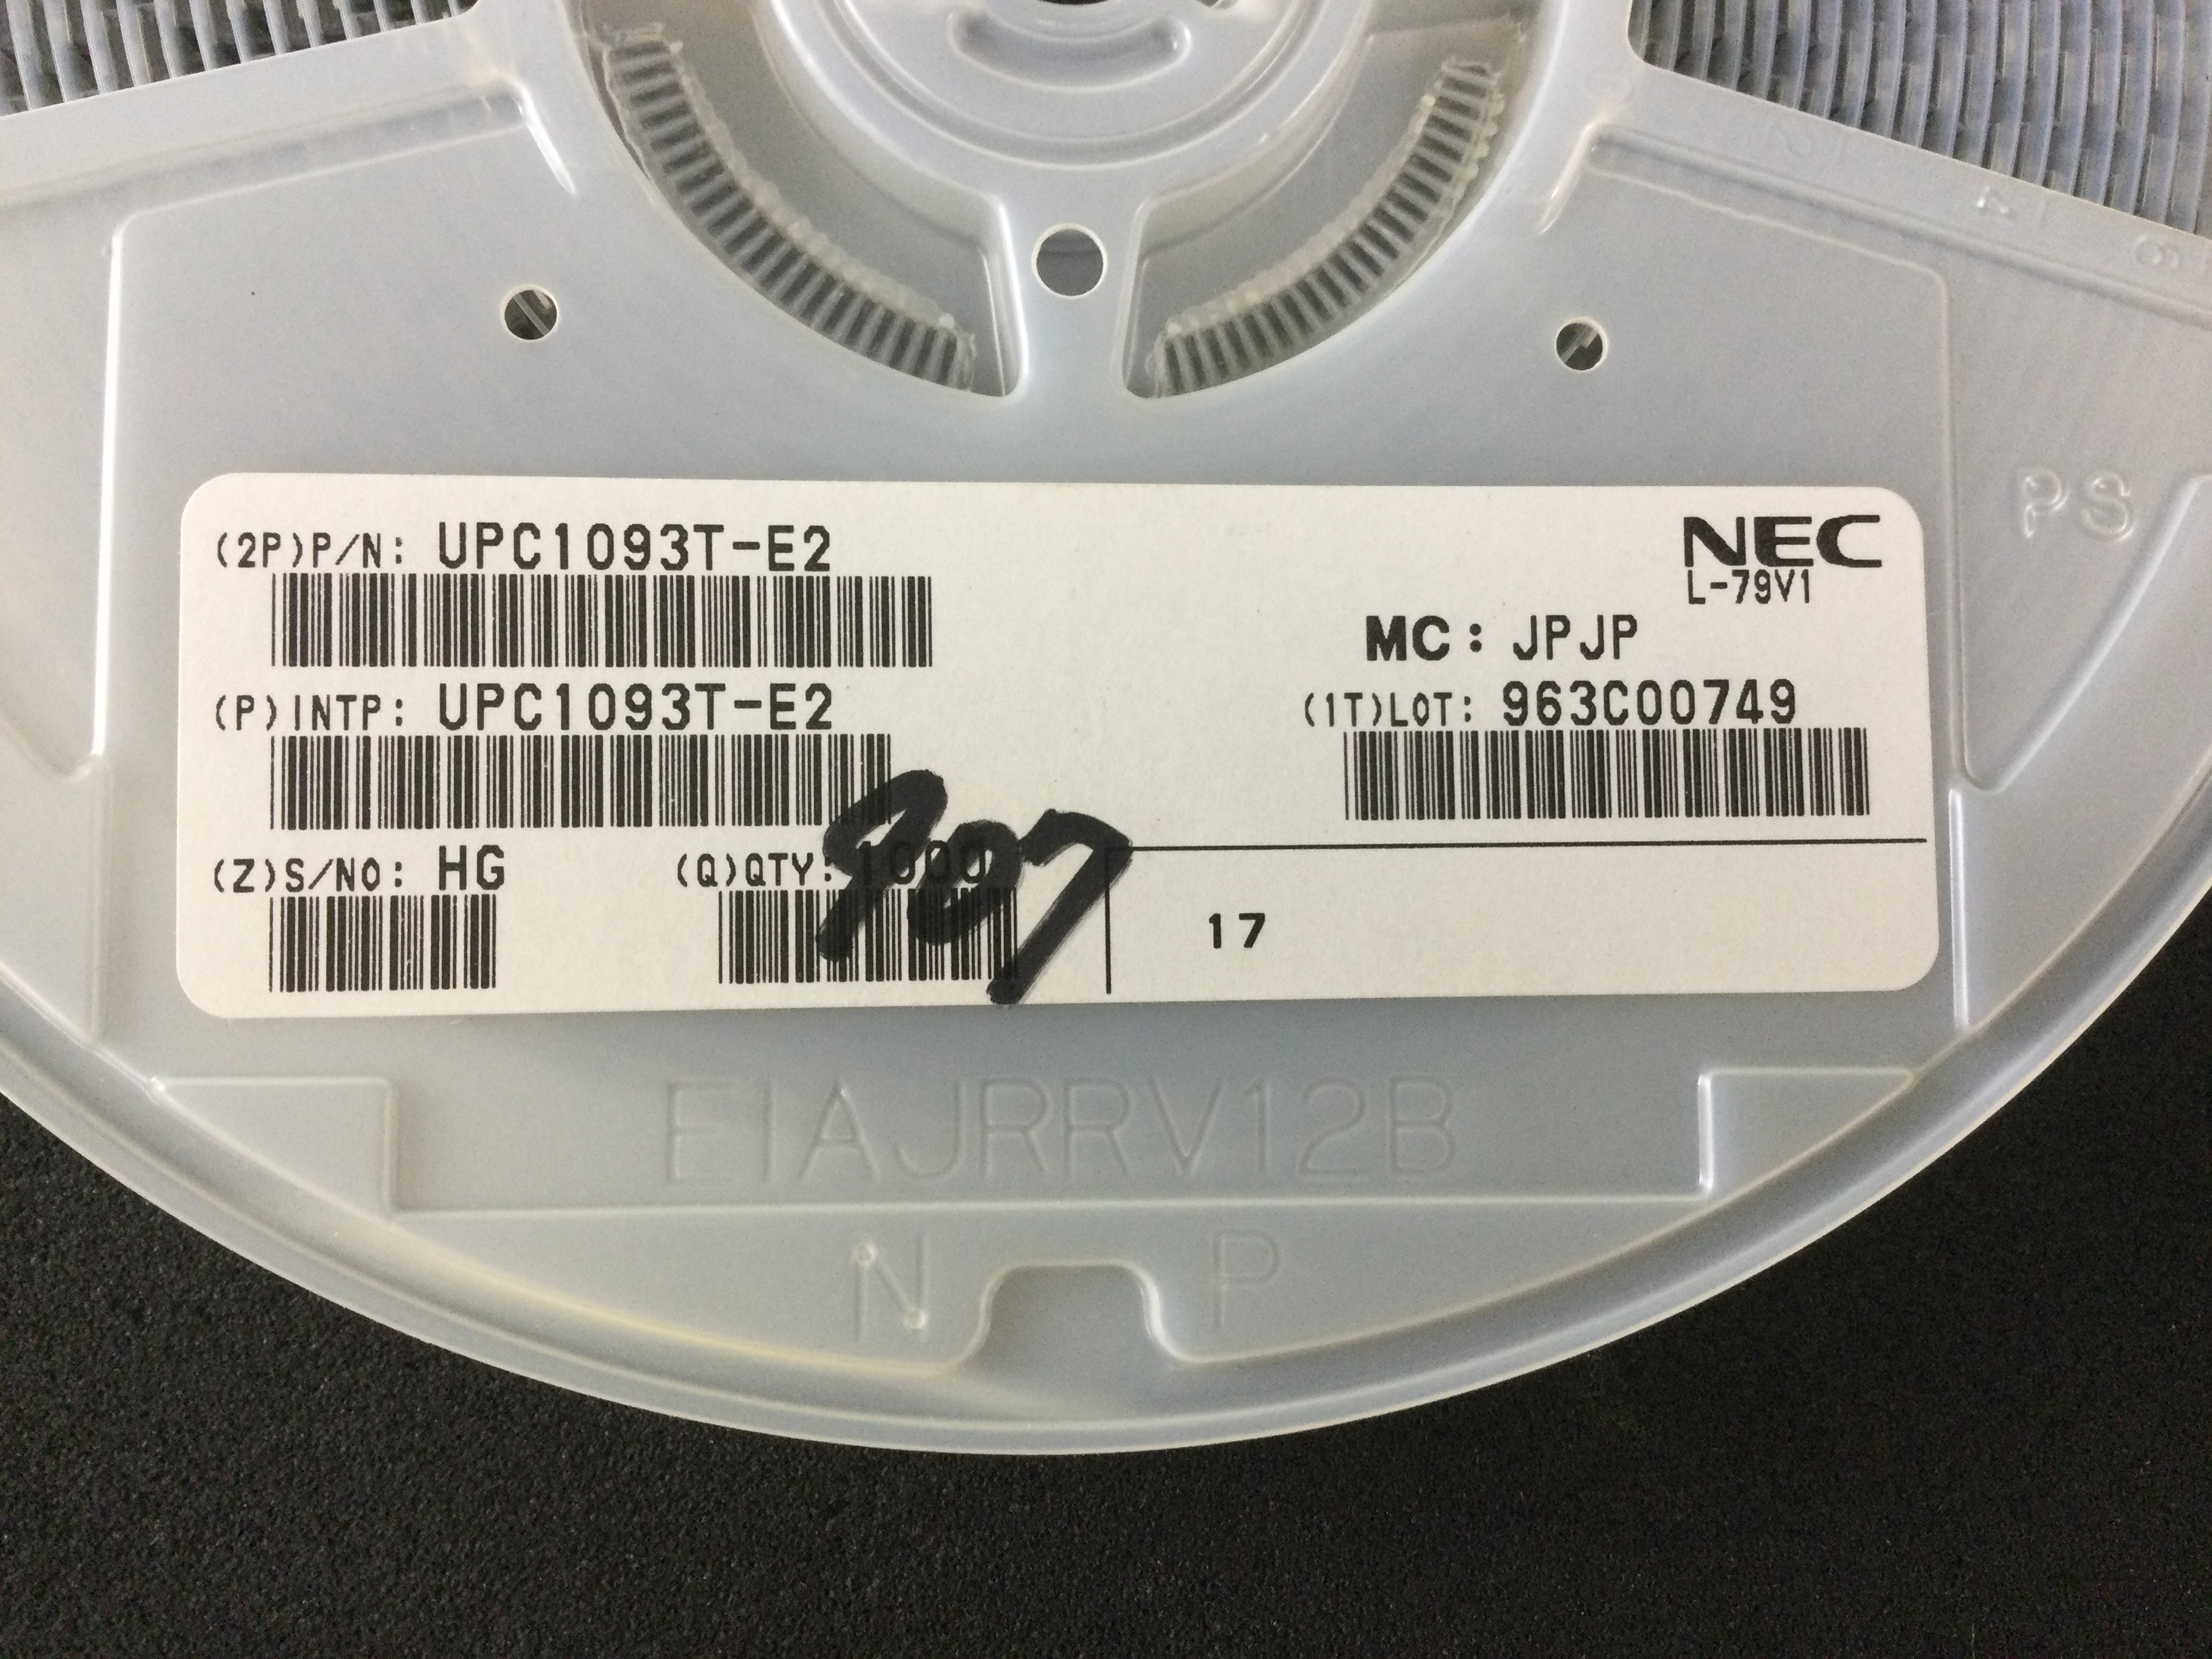 PS
(2P)P/N: UPC1093T-E2
NEC
L-79V1
MC: JPJP
(P)INTP: UPC1093T-E2
(1T)LOT: 963C00749
(Z)S/NO: HG
(Q)QTY: 1000
907
17
EIAJRRV12B
N P